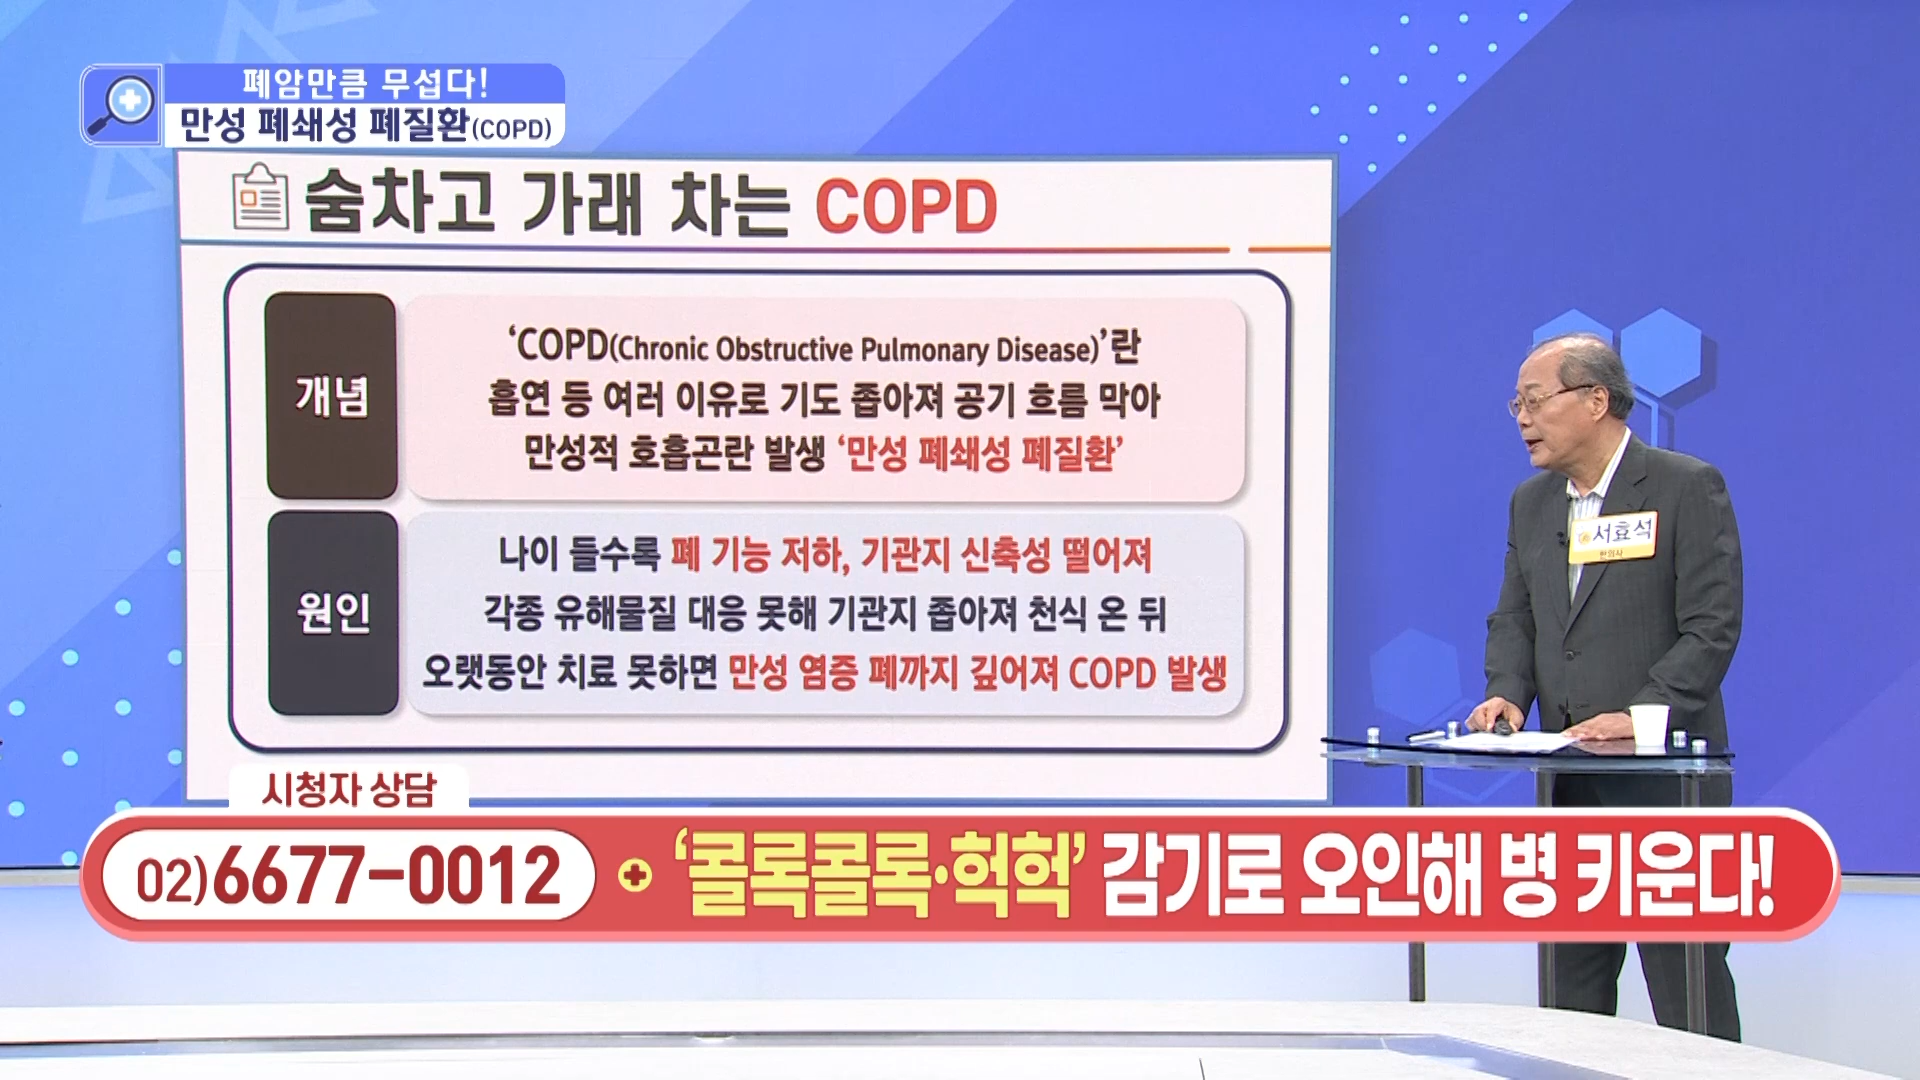 폐암만큼 무섭다!
만성 폐쇄성 폐질환(COPD)
숨차고 가래 차는 COPD
개념
‘COPD(Chronic Obstructive Pulmonary Disease)’란
흡연 등 여러 이유로 기도 좁아져 공기 흐름 막아
만성적 호흡곤란 발생 ‘만성 폐쇄성 폐질환’
원인
나이 들수록 폐 기능 저하, 기관지 신축성 떨어져
각종 유해물질 대응 못해 기관지 좁아져 천식 온 뒤
오랫동안 치료 못하면 만성 염증 폐까지 깊어져 COPD 발생
서효석
한의사
시청자 상담
02)6677-0012
‘콜록콜록·헉헉’ 감기로 오인해 병 키운다!